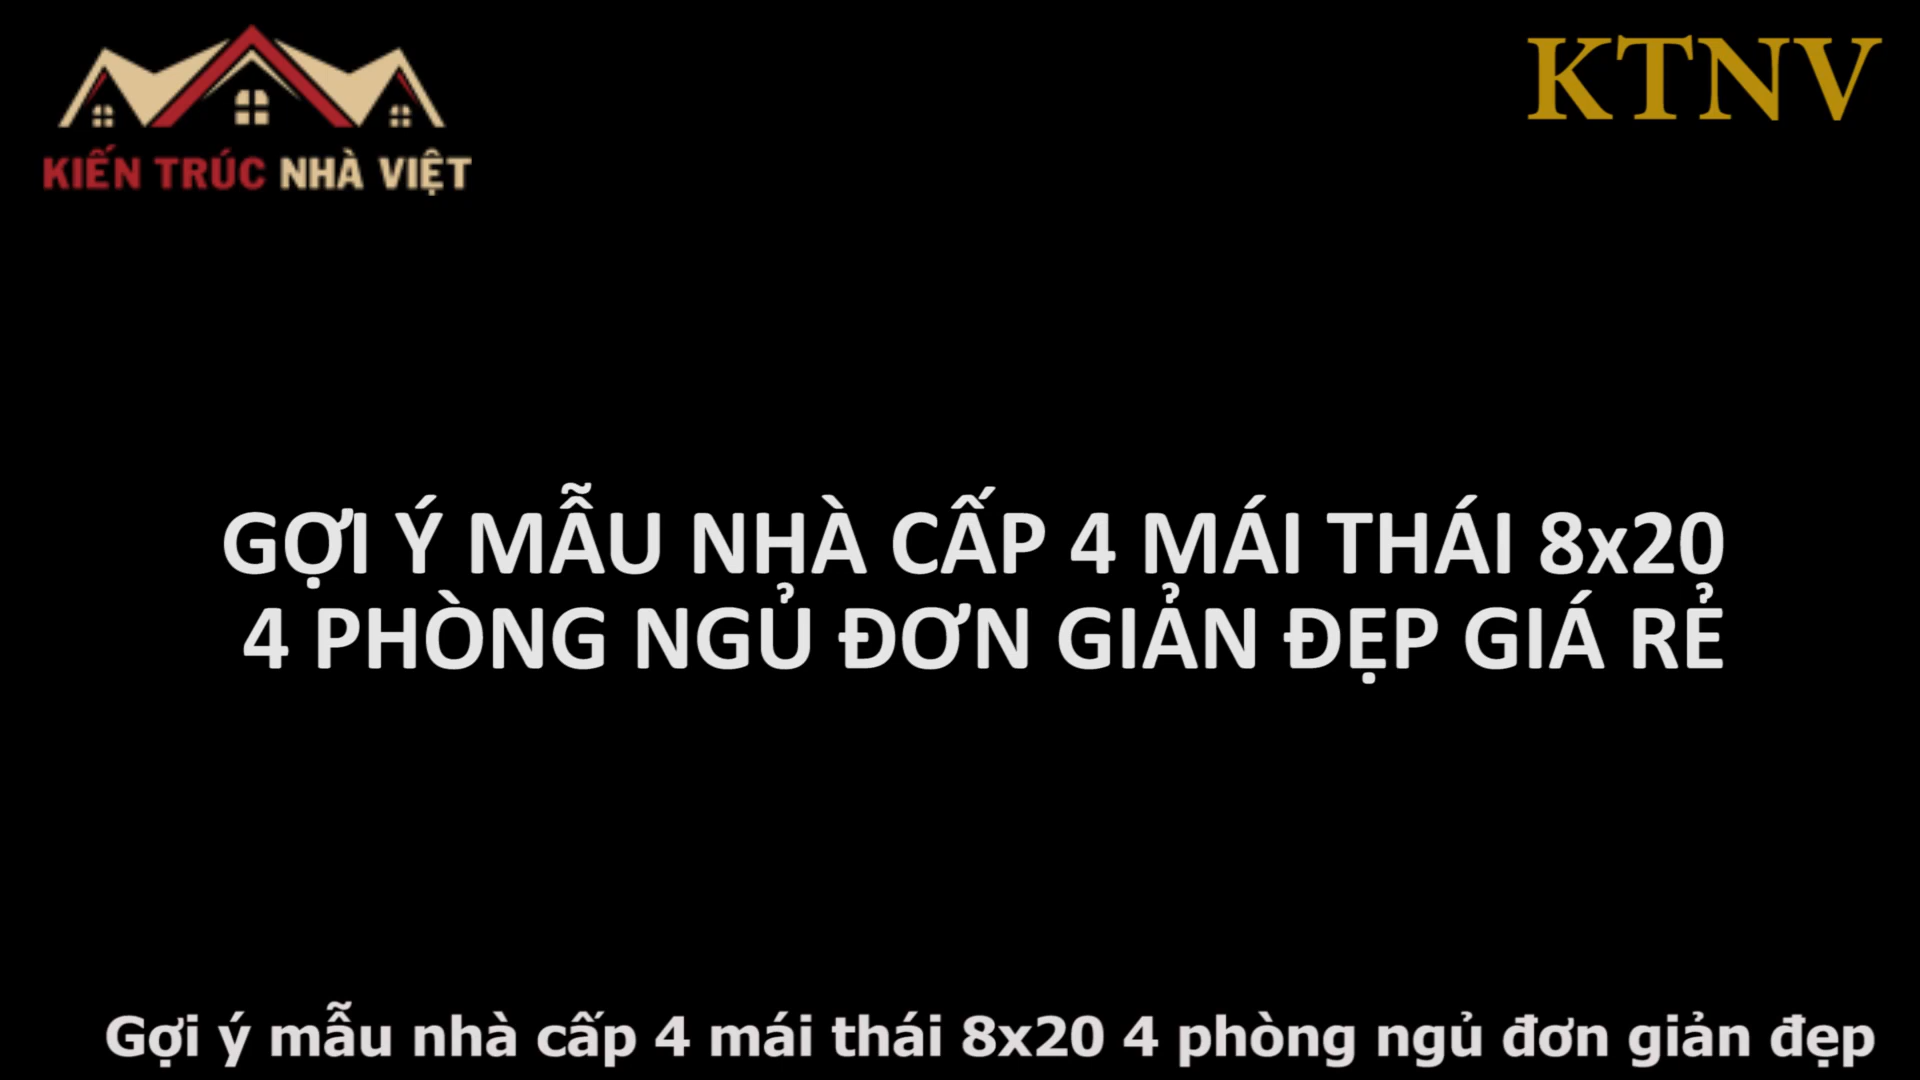 KTNV
KIẾN TRÚC NHÀ VIỆT
GỢI Ý MẪU NHÀ CẤP 4 MÁI THÁI 8x20
4 PHÒNG NGỦ ĐƠN GIẢN ĐẸP GIÁ RẺ
Gợi ý mẫu nhà cấp 4 mái thái 8x20 4 phòng ngủ đơn giản đẹp